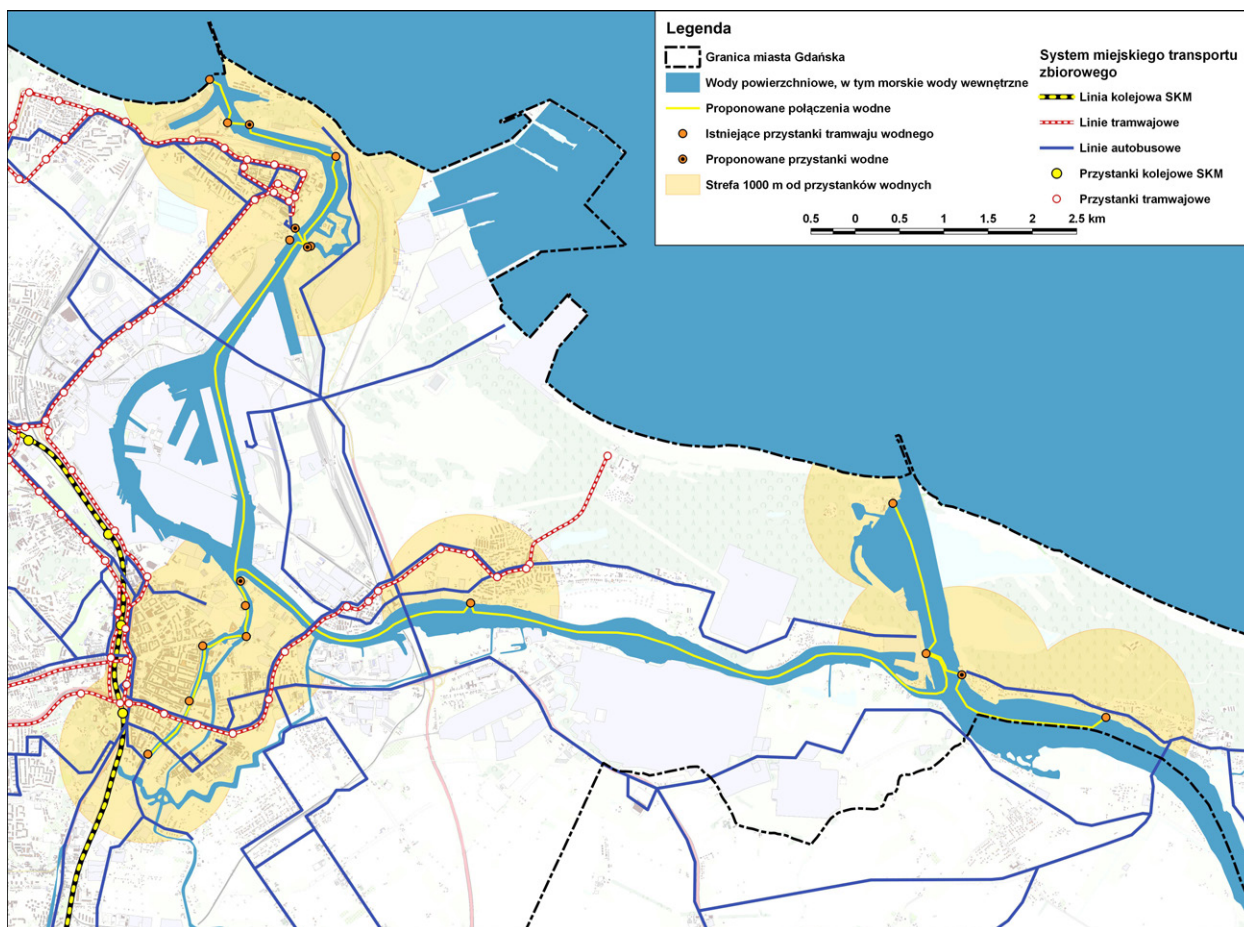 Legenda
Granica miasta Gdańska
Wody powierzchniowe, w tym morskie wody wewnętrzne
Proponowane połączenia wodne
Istniejące przystanki tramwaju wodnego
Proponowane przystanki wodne
Strefa 1000 m od przystanków wodnych
System miejskiego transportu
zbiorowego
Linia kolejowa SKM
Linie tramwajowe
Linie autobusowe
Przystanki kolejowe SKM
Przystanki tramwajowe
0.5 0 0.5 1 1.5 2 2.5 km